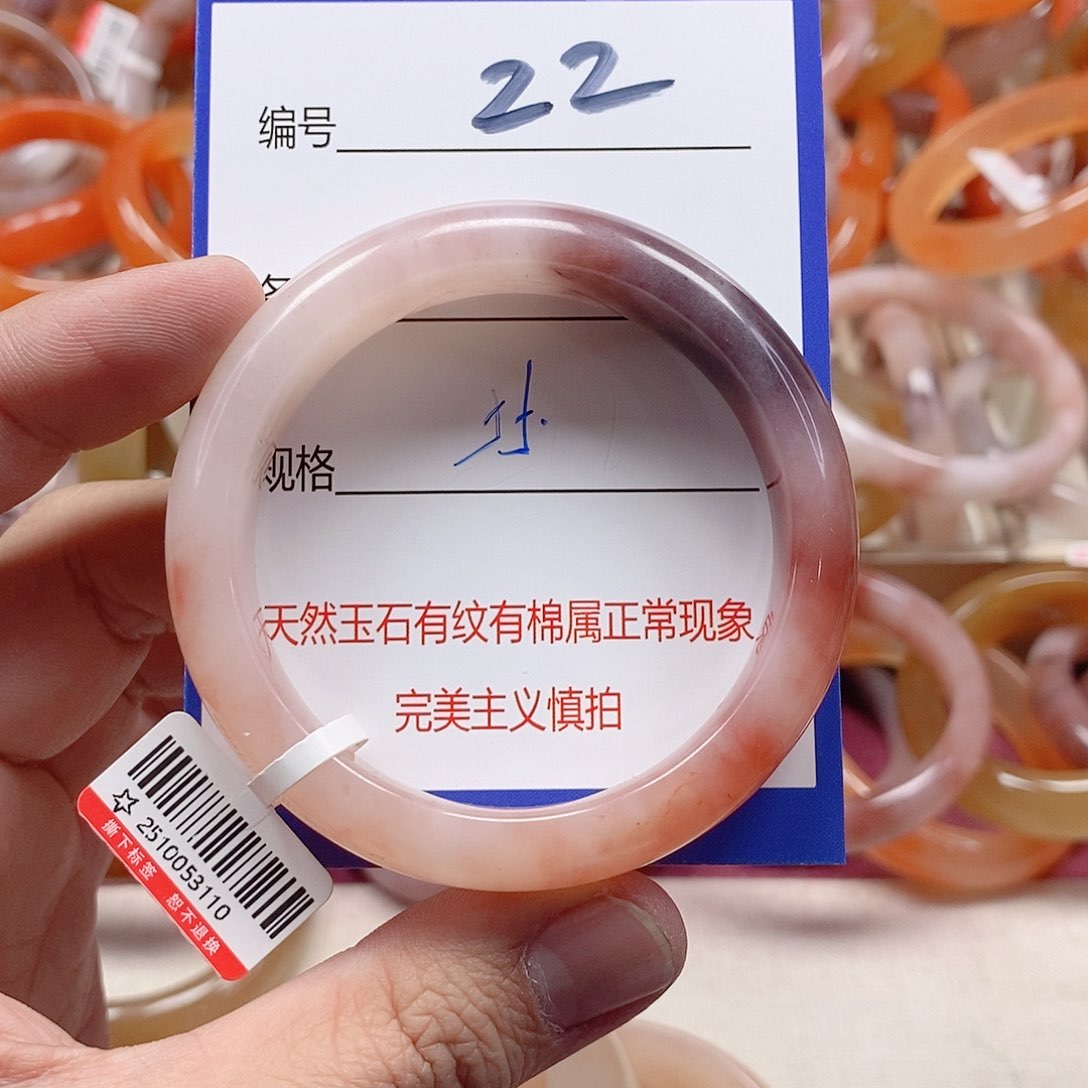 编号 22
规格
天然玉石有纹有棉属正常现象
完美主义慎拍
2510053110
撕下标签 恕不退换